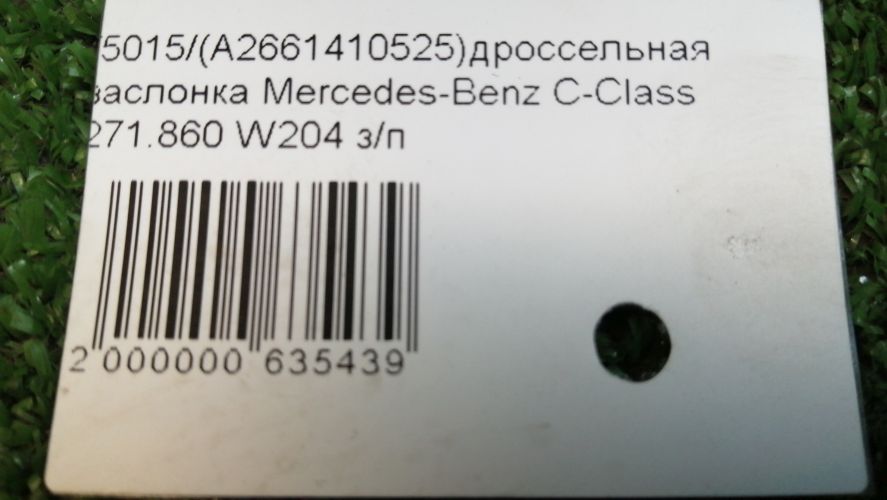 5015/(A2661410525)дроссельная
заслонка Mercedes-Benz C-Class
271.860 W204 з/п
2 000000 635439